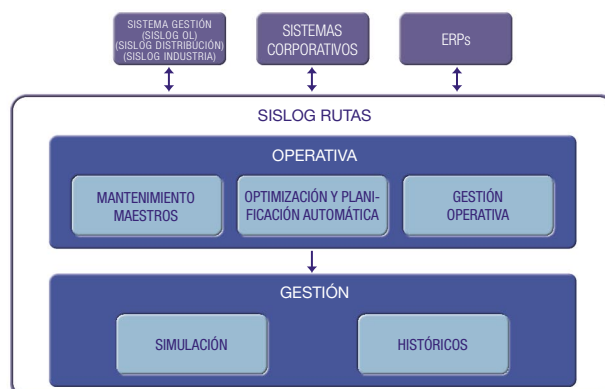 SISTEMA GESTIÓN
(SISLOG OL)
(SISLOG DISTRIBUCIÓN)
(SISLOG INDUSTRIA)
SISTEMAS
CORPORATIVOS
ERPs
SISLOG RUTAS
OPERATIVA
MANTENIMIENTO
MAESTROS
OPTIMIZACIÓN Y PLANI-
FICACIÓN AUTOMÁTICA
GESTIÓN
OPERATIVA
GESTIÓN
SIMULACIÓN
HISTÓRICOS